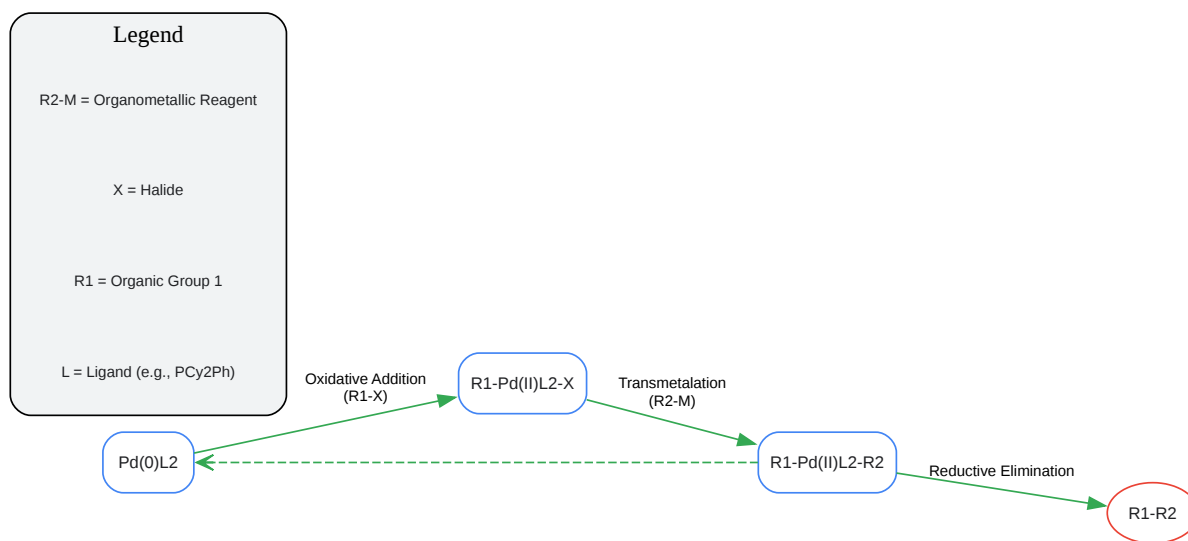 Legend
R2-M = Organometallic Reagent
X = Halide
R1 = Organic Group 1
L = Ligand (e.g., PCy2Ph)
Oxidative Addition
(R1-X)
R1-Pd(II)L2-X
Transmetalation
(R2-M)
Pd(0)L2
R1-Pd(II)L2-R2
Reductive Elimination
R1-R2